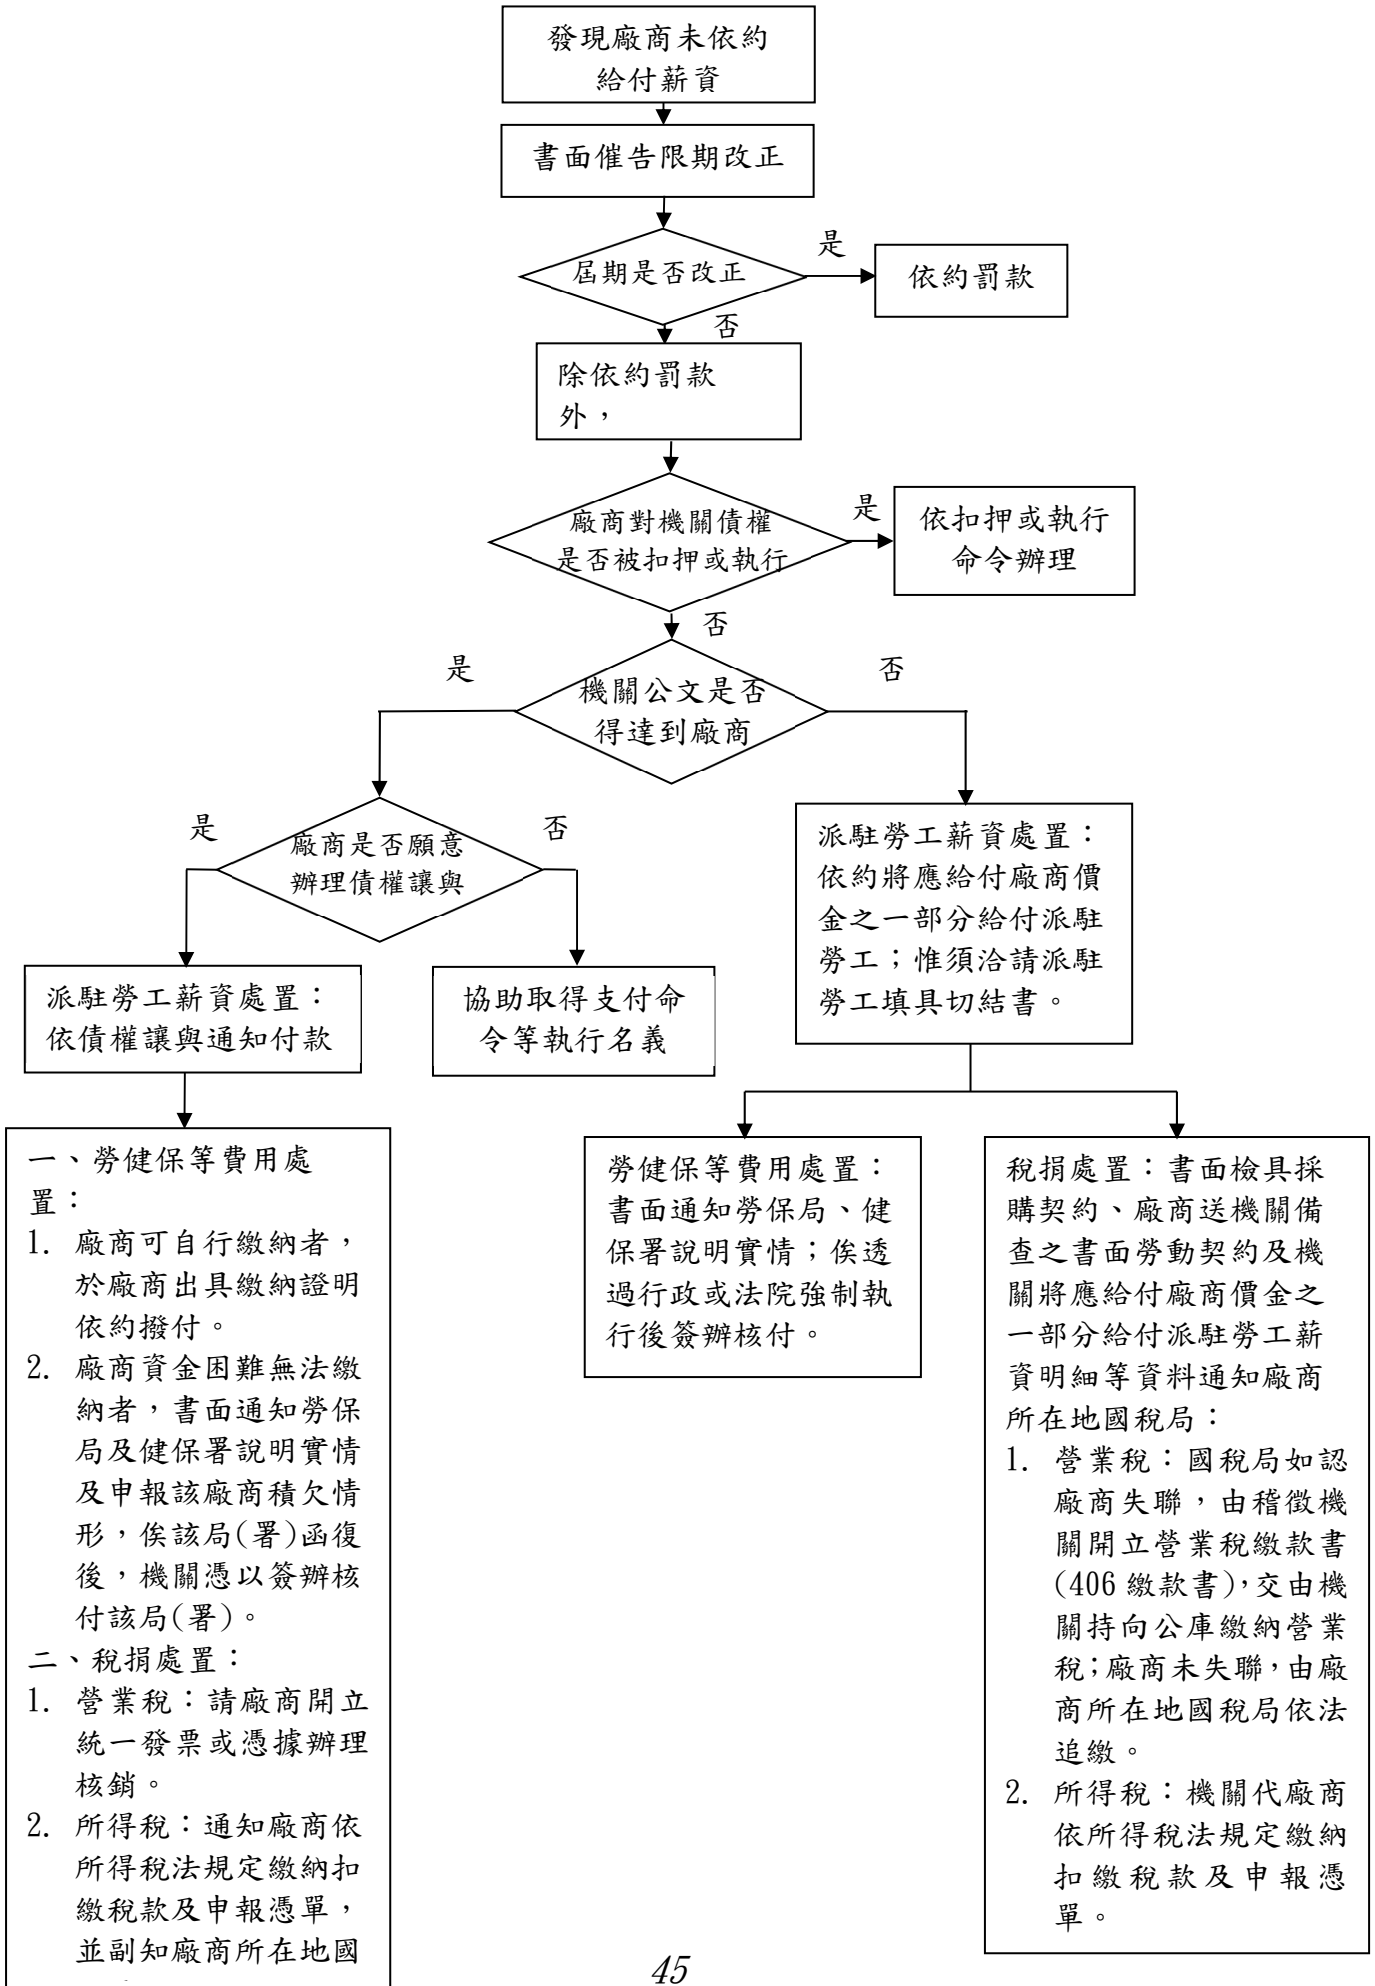 發現廠商未依約
給付薪資
書面催告限期改正
屆期是否改正
是
依約罰款
否
除依約罰款
外，
廠商對機關債權
是否被扣押或執行
是
依扣押或執行
命令辦理
否
機關公文是否
得達到廠商
是
否
廠商是否願意
辦理債權讓與
是
否
派駐勞工薪資處置：
依債權讓與通知付款
協助取得支付命
令等執行名義
派駐勞工薪資處置：
依約將應給付廠商價
金之一部分給付派駐
勞工；惟須洽請派駐
勞工填具切結書。
一、勞健保等費用處
置：
1. 廠商可自行繳納者，
於廠商出具繳納證明
依約撥付。
2. 廠商資金困難無法繳
納者，書面通知勞保
局及健保署說明實情
及申報該廠商積欠情
形，俟該局(署)函復
後，機關憑以簽辦核
付該局(署)。
二、稅捐處置：
1. 營業稅：請廠商開立
統一發票或憑據辦理
核銷。
2. 所得稅：通知廠商依
所得稅法規定繳納扣
繳稅款及申報憑單，
並副知廠商所在地國
勞健保等費用處置：
書面通知勞保局、健
保署說明實情；俟透
過行政或法院強制執
行後簽辦核付。
稅捐處置：書面檢具採
購契約、廠商送機關備
查之書面勞動契約及機
關將應給付廠商價金之
一部分給付派駐勞工薪
資明細等資料通知廠商
所在地國稅局：
1. 營業稅：國稅局如認
廠商失聯，由稽徵機
關開立營業稅繳款書
(406 繳款書)，交由機
關持向公庫繳納營業
稅；廠商未失聯，由廠
商所在地國稅局依法
追繳。
2. 所得稅：機關代廠商
依所得稅法規定繳納
扣繳稅款及申報憑
單。
45